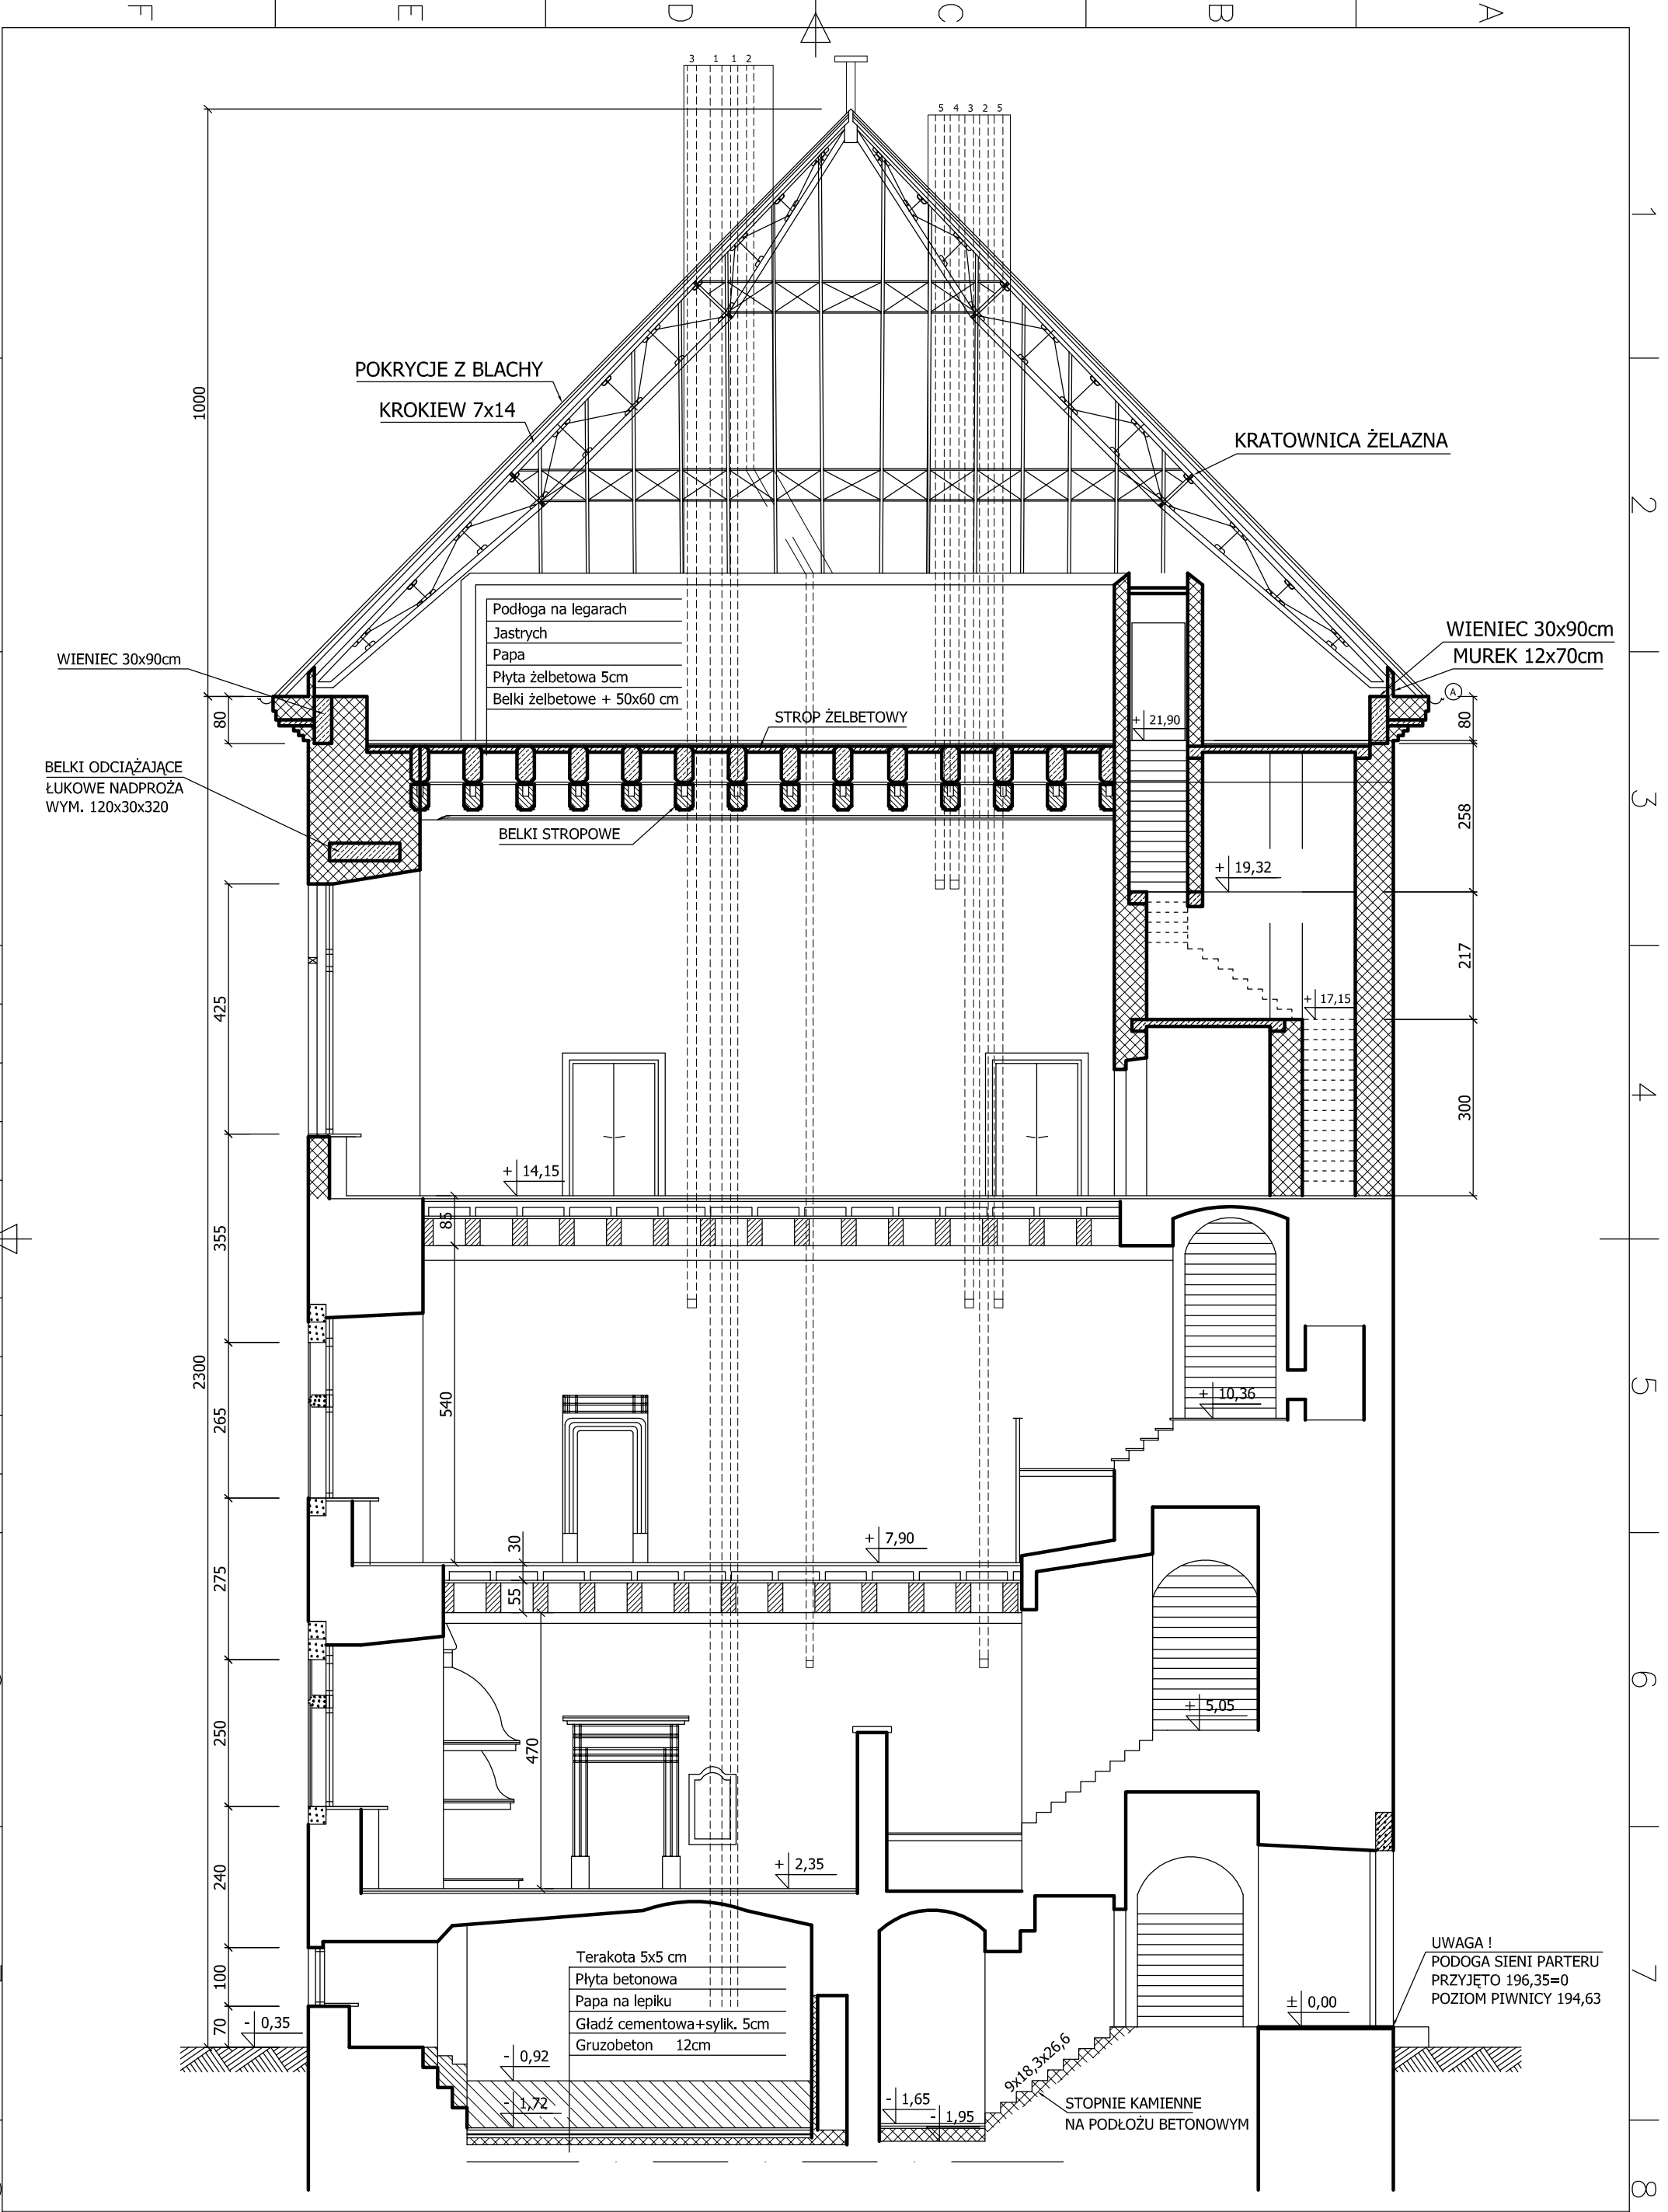 F E D C B A
3 1 1 2
5 4 3 2 5
1
1000
POKRYCJE Z BLACHY
KROKIEW 7x14
KRATOWNICA ŻELAZNA
2
Podłoga na legarach
Jastrych
Papa
Płyta żelbetowa 5cm
Belki żelbetowe + 50x60 cm
WIENIEC 30x90cm
WIENIEC 30x90cm
MUREK 12x70cm
A
80
STROP ŻELBETOWY
+ 21,90
80
BELKI ODCIĄŻAJĄCE
ŁUKOWE NADPROŻA
WYM. 120x30x320
BELKI STROPOWE
3
258
+ 19,32
217
425
+ 17,15
4
300
+ 14,15
85
355
2300
540
5
+ 10,36
265
30
+ 7,90
275
55
6
+ 5,05
250
470
+ 2,35
240
UWAGA !
PODOGA SIENI PARTERU
PRZYJĘTO 196,35=0
POZIOM PIWNICY 194,63
7
Terakota 5x5 cm
Płyta betonowa
Papa na lepiku
Gładź cementowa+sylik. 5cm
Gruzobeton 12cm
100
± 0,00
70
- 0,35
- 0,92
- 1,72
- 1,65
- 1,95
9x18,3x26,6
STOPNIE KAMIENNE
NA PODŁOŻU BETONOWYM
8